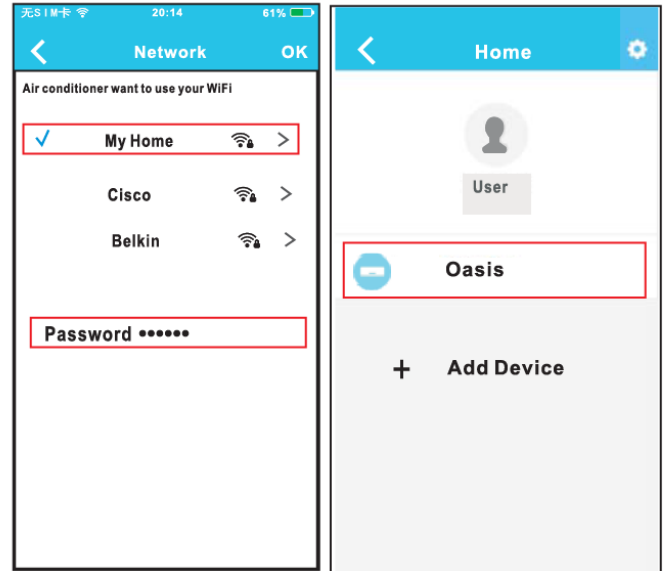 无SIM卡 20:14 61%
Network OK
Air conditioner want to use your WiFi
My Home
Cisco
Belkin
Password ••••••
Home
User
Oasis
+ Add Device